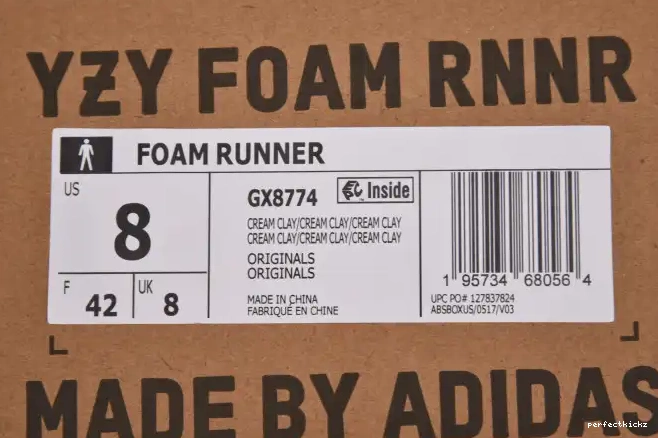 YZY FOAM RNNR
FOAM RUNNER
US
8
F
42
UK
8
GX8774
Inside
CREAM CLAY/CREAM CLAY/CREAM CLAY
CREAM CLAY/CREAM CLAY/CREAM CLAY
ORIGINALS
ORIGINALS
MADE IN CHINA
FABRIQUÉ EN CHINE
1 95734 68056 4
UPC PO# 127837824
ABSBOXUS/0517/V03
MADE BY ADIDAS
perfectkickz